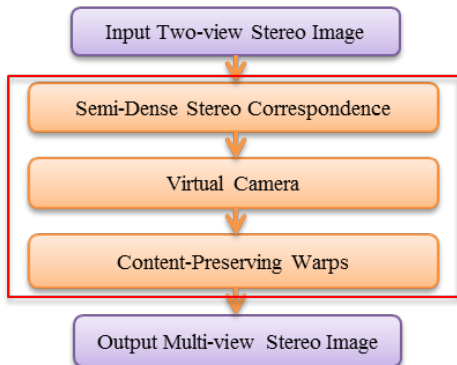 Input Two-view Stereo Image
Semi-Dense Stereo Correspondence
Virtual Camera
Content-Preserving Warps
Output Multi-view Stereo Image